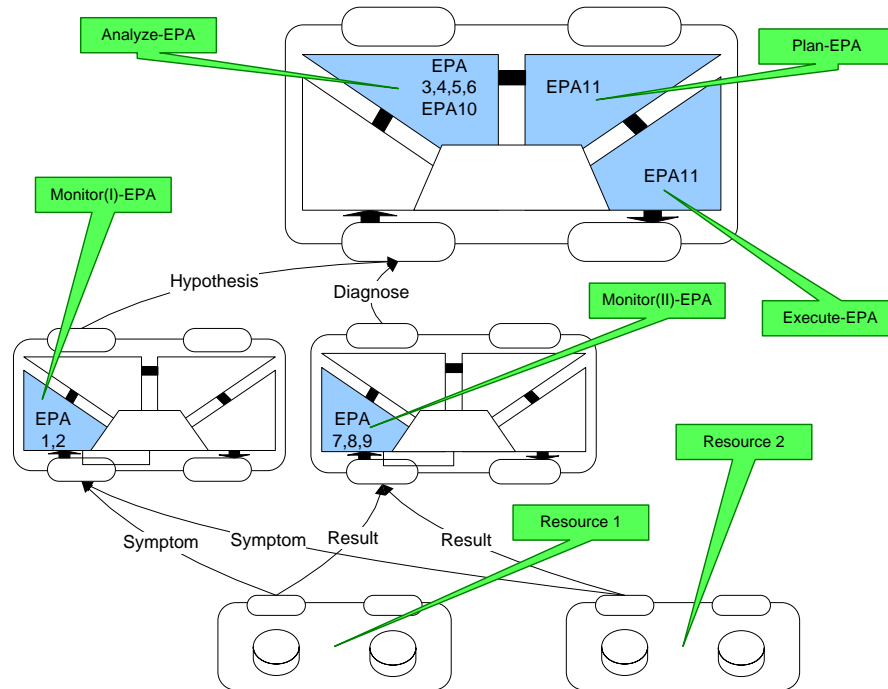 Analyze-EPA
Plan-EPA
EPA
3,4,5,6
EPA10
EPA11
EPA11
Monitor(I)-EPA
Hypothesis
Diagnose
Monitor(II)-EPA
Execute-EPA
EPA
1,2
EPA
7,8,9
Resource 2
Resource 1
Symptom
Symptom
Result
Result